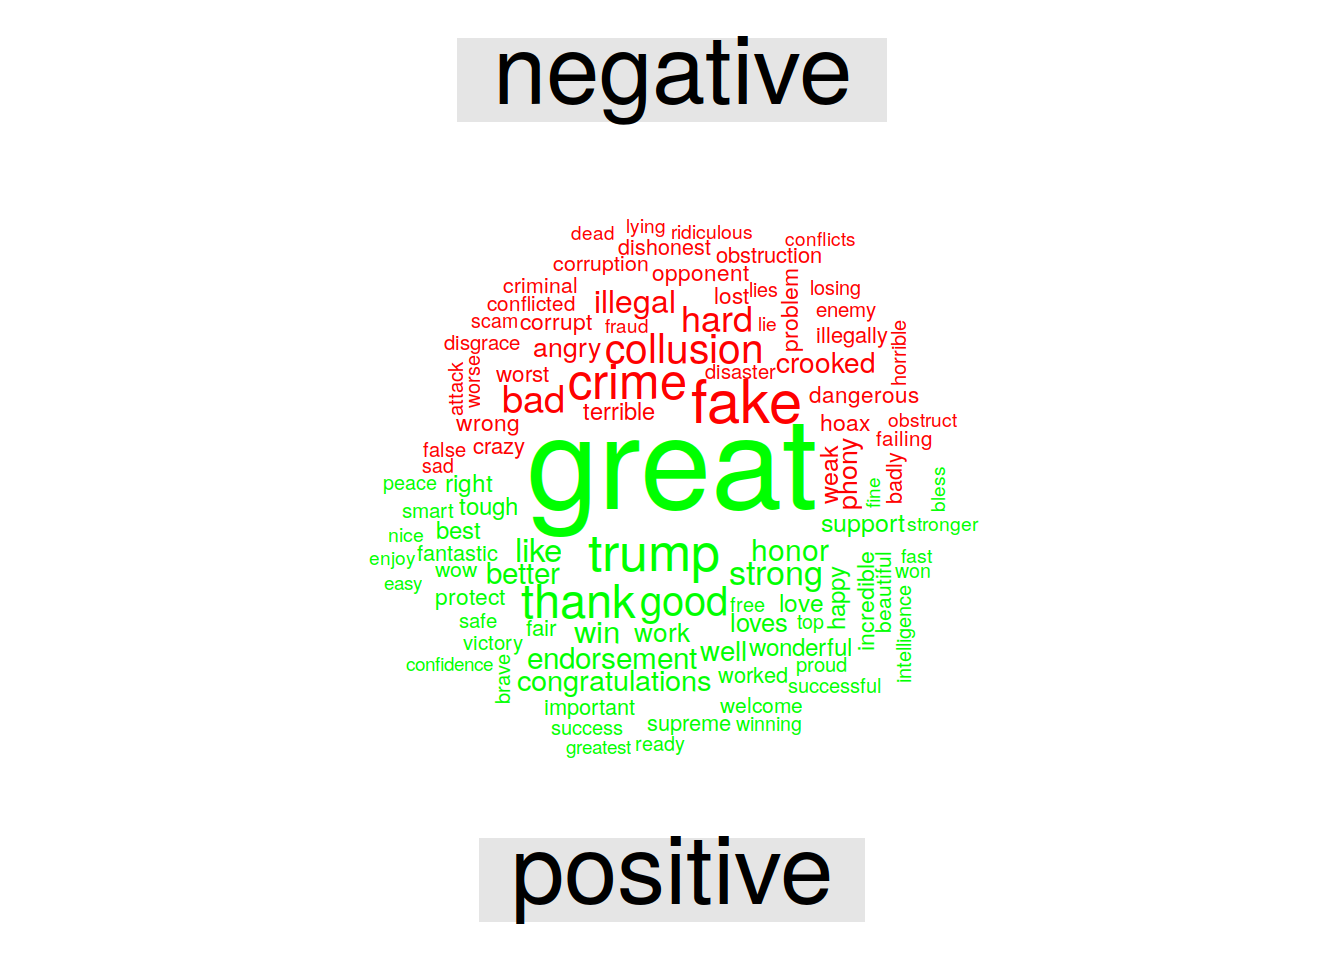 negative
dead lying ridiculous conflicts
dishonest obstruction
corruption opponent
criminal illegal lost lies problem losing
conflicted hard enemy
scam corrupt fraud lie illegally
disgrace angry collusion crooked horrible
attack worse worst crime disaster
bad terrible fake dangerous
wrong hoax obstruct
false crazy great weak phony badly failing
sad
peace right fine bless
smart tough
nice best support stronger
enjoy fantastic like trump honor fast
easy wow better strong happy incredible beautiful won
protect thank good free love intelligence
safe fair win work loves top
victory endorsement well wonderful
confidence brave congratulations worked proud
successful
important welcome
success supreme winning
greatest ready
positive